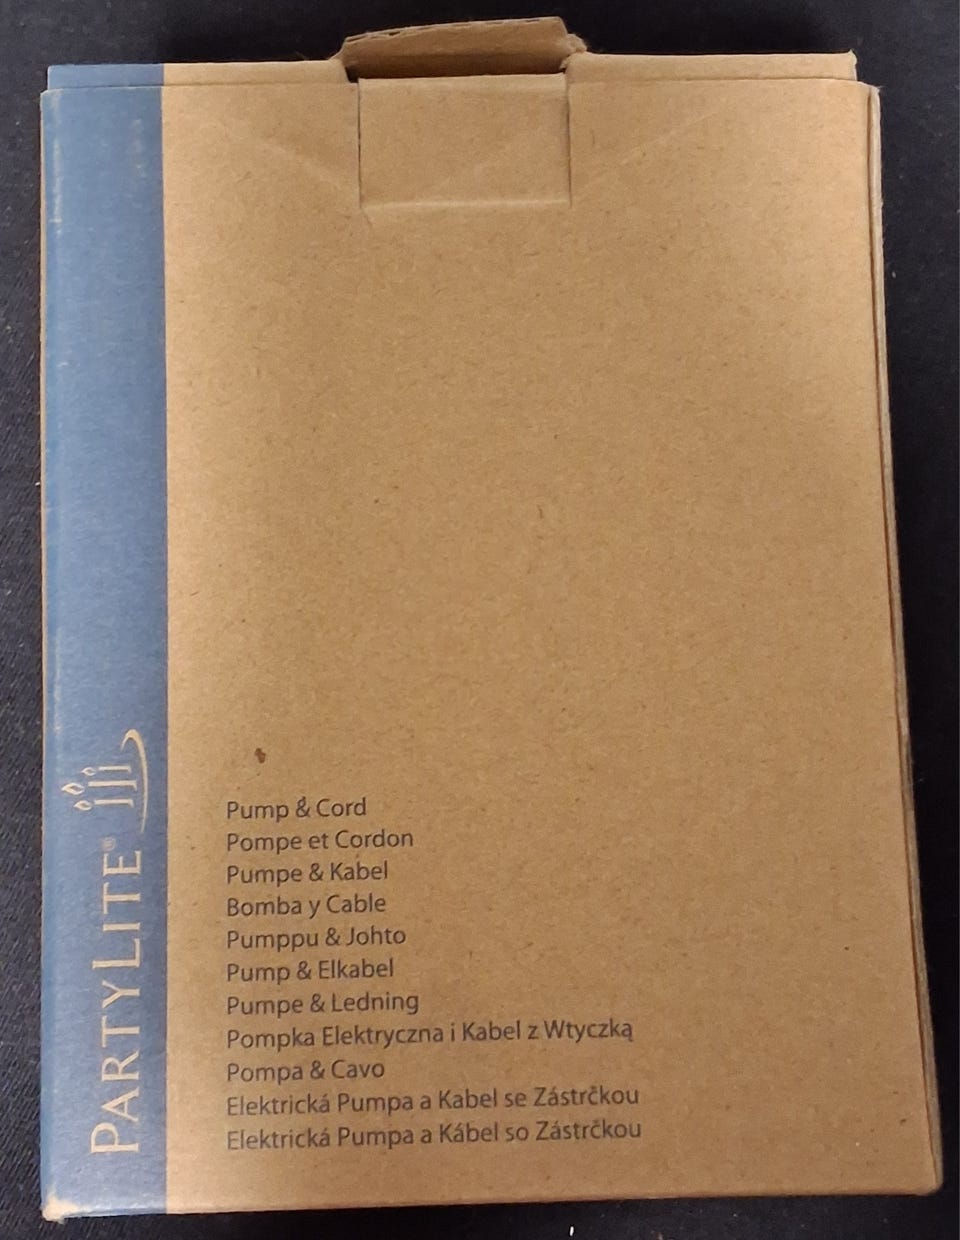 PARTYLITE®
Pump & Cord
Pompe et Cordon
Pumpe & Kabel
Bomba y Cable
Pumppu & Johto
Pump & Elkabel
Pumpe & Ledning
Pompka Elektryczna i Kabel z Wtyczką
Pompa & Cavo
Elektrická Pumpa a Kabel se Zástrčkou
Elektrická Pumpa a Kábel so Zástrčkou